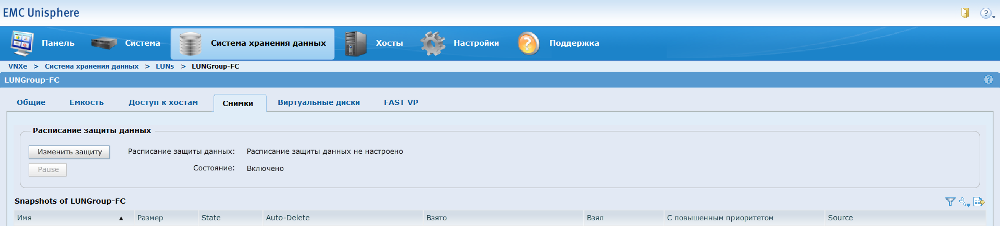 EMC Unisphere
Панель Система Система хранения данных Хосты Настройки Поддержка
VNXe > Система хранения данных > LUNs > LUNGroup-FC
LUNGroup-FC
Общие Емкость Доступ к хостам Снимки Виртуальные диски FAST VP
Расписание защиты данных
Изменить защиту Расписание защиты данных: Расписание защиты данных не настроено
Pause Состояние: Включено
Snapshots of LUNGroup-FC
Имя ▲ Размер State Auto-Delete Взято Взял С повышенным приоритетом Source